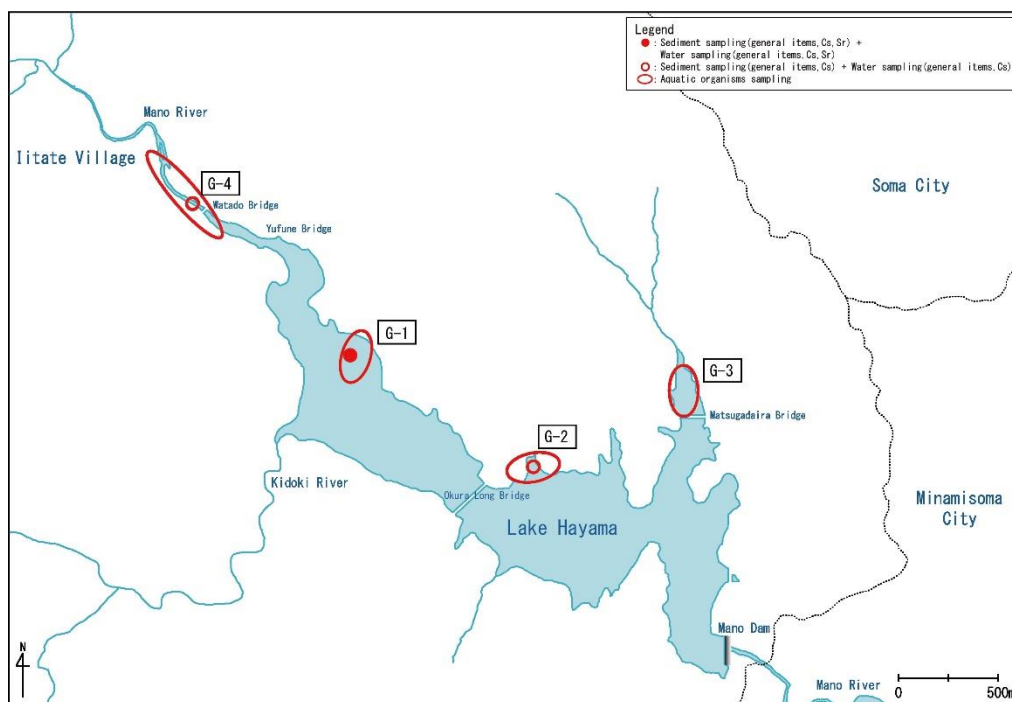 Legend
: Sediment sampling(general items,Cs,Sr) +
Water sampling(general items,Cs,Sr)
: Sediment sampling(general items,Cs) + Water sampling(general items,Cs)
: Aquatic organisms sampling
Mano River
Iitate Village
G-4
Watado Bridge
Yufune Bridge
Soma City
G-1
G-3
Matsugadaira Bridge
G-2
Kidoki River
Okura Long Bridge
Lake Hayama
Minamisoma
City
Mano Dam
N
Mano River
0
500m